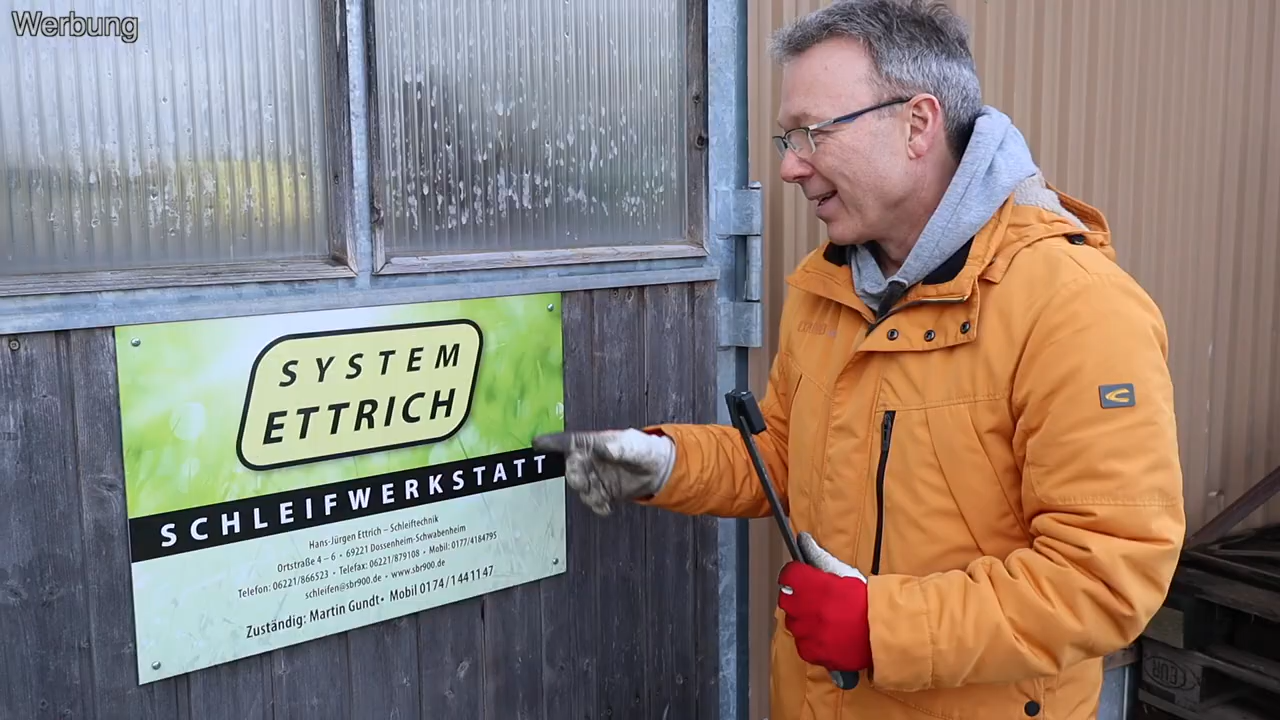 Werbung
SYSTEM
ETTRICH
SCHLEIFWERKSTATT
Hans-Jürgen Ettrich – Schleiftechnik
Ortstraße 4 – 6 • 69221 Dossenheim-Schwabenheim
Telefon: 06221/866523 • Telefax: 06221/879108 • Mobil: 0177/4184795
schleifen@sbr900.de • www.sbr900.de
Zuständig: Martin Gundt• Mobil 0174/1441147
EUR